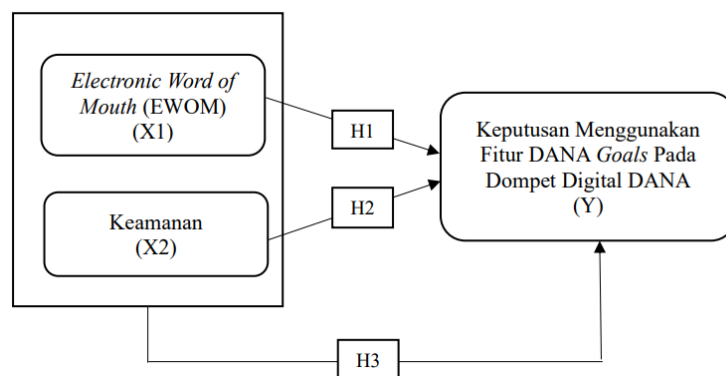 Electronic Word of
Mouth (EWOM)
(X1)
H1
Keputusan Menggunakan
Fitur DANA Goals Pada
Dompet Digital DANA
(Y)
H2
Keamanan
(X2)
H3